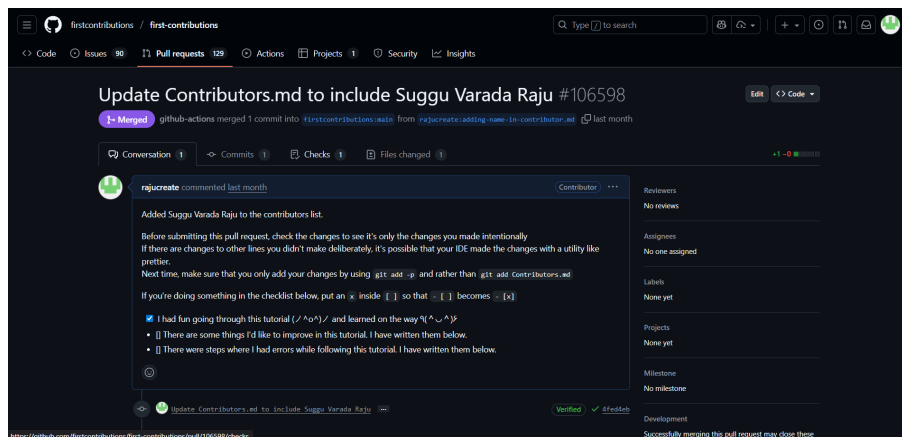 firstcontributions / first-contributions
Type / to search
Code
Issues 90
Pull requests 129
Actions
Projects 1
Security
Insights
Update Contributors.md to include Suggu Varada Raju #106598
Edit
Code
Merged
github-actions merged 1 commit into firstcontributions:main from rajucreate:adding-name-in-contributor.md last month
Conversation 1
Commits 1
Checks 1
Files changed 1
+1 −0
rajucreate commented last month
Contributor
Added Suggu Varada Raju to the contributors list.
Before submitting this pull request, check the changes to see it's only the changes you made intentionally
If there are changes to other lines you didn't make deliberately, it's possible that your IDE made the changes with a utility like
prettier.
Next time, make sure that you only add your changes by using git add -p and rather than git add Contributors.md
If you're doing something in the checklist below, put an x inside [ ] so that - [ ] becomes - [x]
I had fun going through this tutorial (ノ^o^)ノ and learned on the way ٩(^◡^)۶
[] There are some things I'd like to improve in this tutorial. I have written them below.
[] There were steps where I had errors while following this tutorial. I have written them below.
Update Contributors.md to include Suggu Varada Raju
Verified
4fed4eb
Reviewers
No reviews
Assignees
No one assigned
Labels
None yet
Projects
None yet
Milestone
No milestone
Development
Successfully merging this pull request may close these
https://github.com/firstcontributions/first-contributions/pull/106598/checks